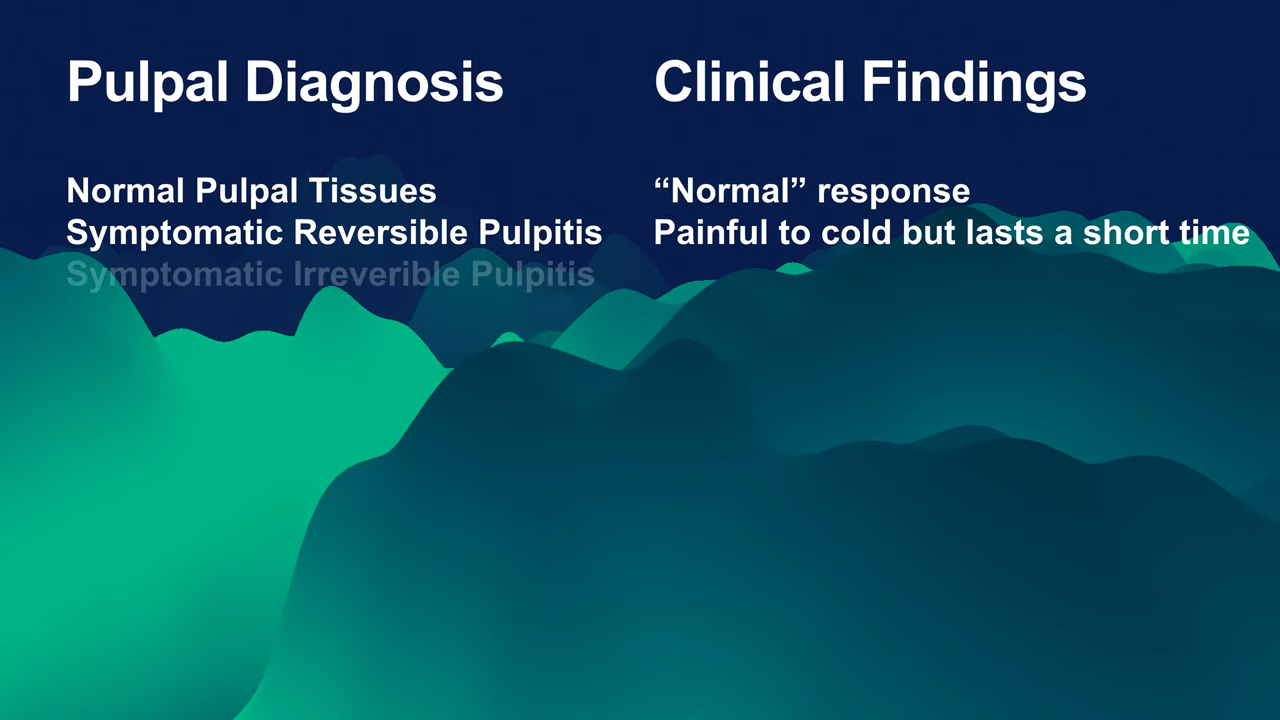 Pulpal Diagnosis
Clinical Findings
Normal Pulpal Tissues
"Normal" response
Symptomatic Reversible Pulpitis
Painful to cold but lasts a short time
Symptomatic Irreverible Pulpitis